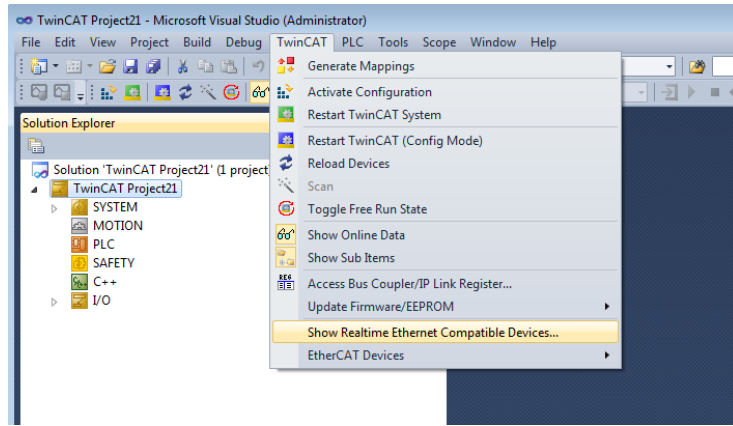 TwinCAT Project21 - Microsoft Visual Studio (Administrator)
File Edit View Project Build Debug TwinCAT PLC Tools Scope Window Help
Generate Mappings
Activate Configuration
Restart TwinCAT System
Solution Explorer
Restart TwinCAT (Config Mode)
Solution 'TwinCAT Project21' (1 project
Reload Devices
TwinCAT Project21
Scan
SYSTEM
Toggle Free Run State
MOTION
Show Online Data
PLC
Show Sub Items
SAFETY
C++
REG
Access Bus Coupler/IP Link Register...
I/O
Update Firmware/EEPROM
Show Realtime Ethernet Compatible Devices...
EtherCAT Devices